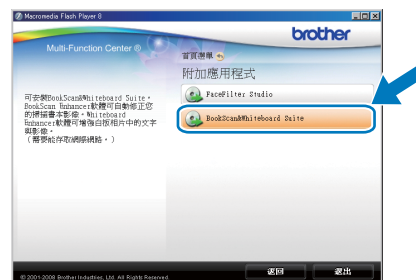 Macromedia Flash Player 8
brother
Multi-Function Center ®
首頁選單
附加應用程式
可安裝BookScan&Whiteboard Suite。
BookScan Enhancer軟體可自動修正您
的掃描書本影像。Whiteboard
Enhancer軟體可增強白板相片中的文字
與影像。
(需要能存取網際網路。)
FaceFilter Studio
BookScan&Whiteboard Suite
© 2001-2008 Brother Industries, Ltd. All Rights Reserved.
返回
退出